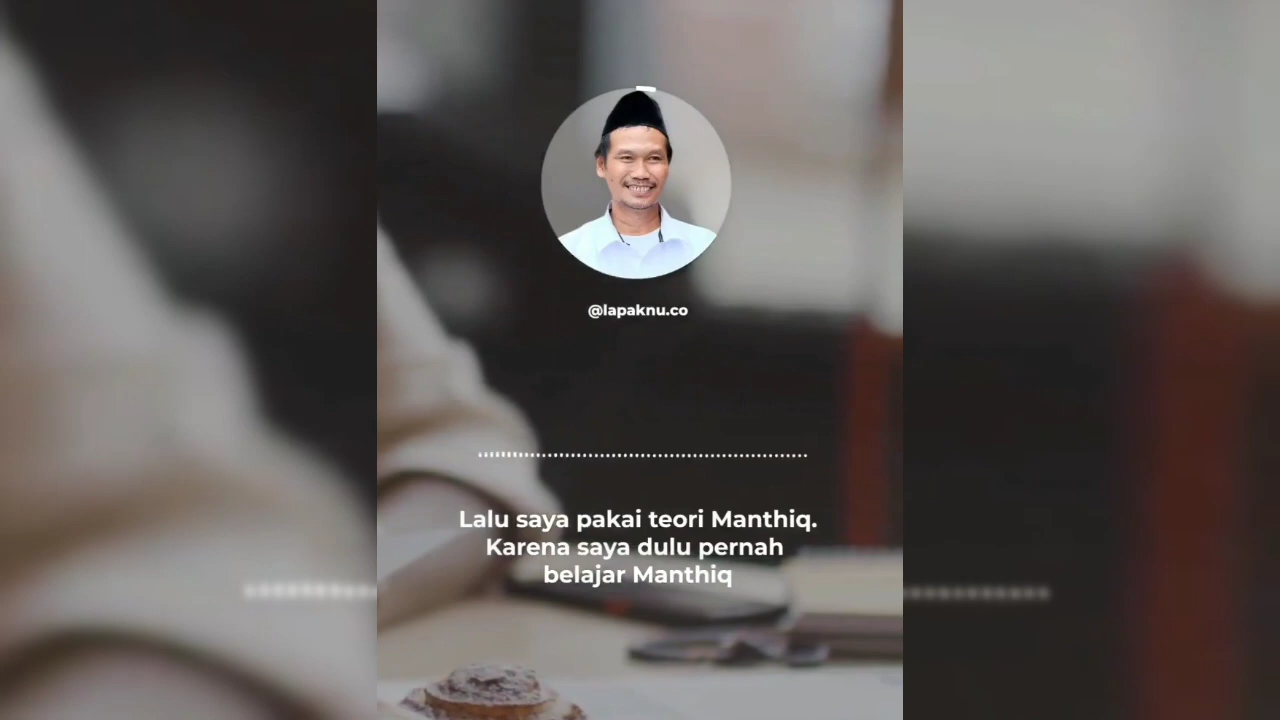 @lapaknu.co
Lalu saya pakai teori Manthiq.
Karena saya dulu pernah
belajar Manthiq